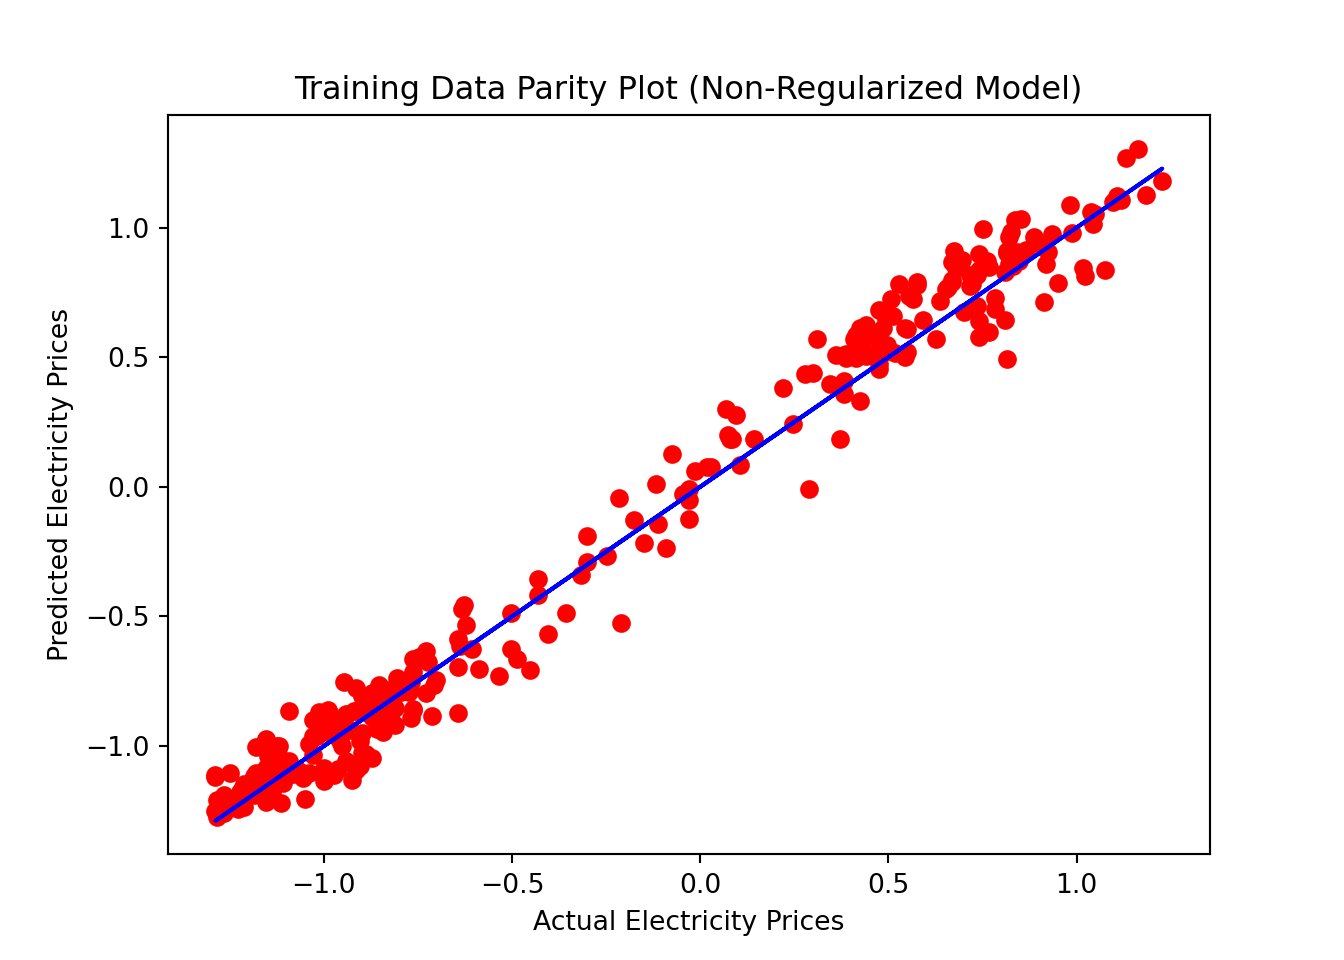 Training Data Parity Plot (Non-Regularized Model)
Predicted Electricity Prices
1.0
0.5
0.0
−0.5
−1.0
−1.0 −0.5 0.0 0.5 1.0
Actual Electricity Prices